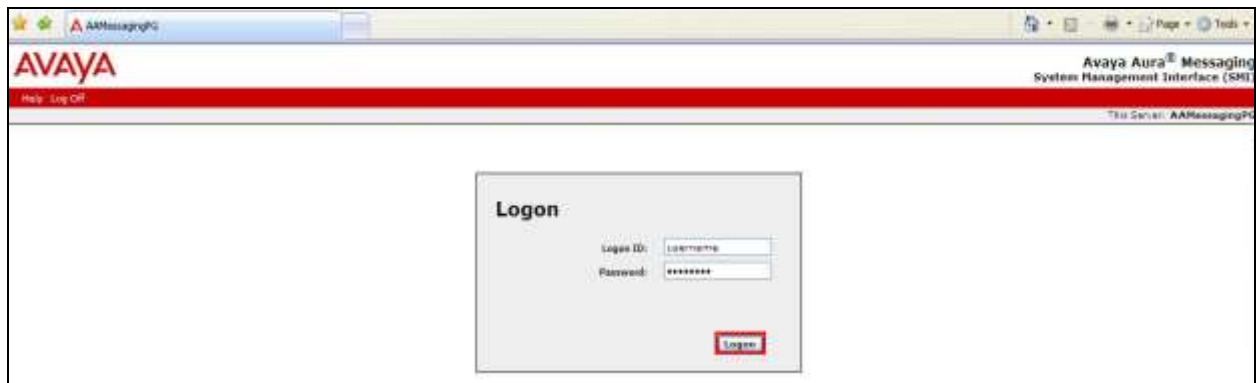 AAMessagingPG
Page
Tools
AVAYA
Avaya Aura® Messaging
System Management Interface (SMI)
Help Log Off
This Server: AAMessagingPG
Logon
Logon ID: username
Password: ••••••••
Logon